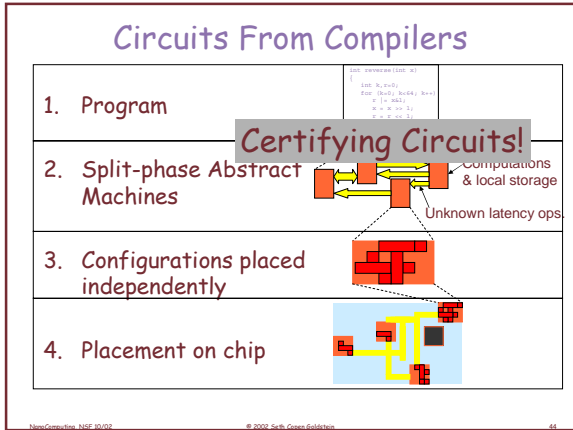 Circuits From Compilers
int reverse(int x)
{
int k,r=0;
for (k=0; k<64; k++)
r |= x&1;
x = x >> 1;
r = r << 1;
1. Program
Certifying Circuits!
2. Split-phase Abstract
Machines
Computations
& local storage
Unknown latency ops.
3. Configurations placed
independently
4. Placement on chip
NanoComputing, NSF 10/02
© 2002 Seth Copen Goldstein
44